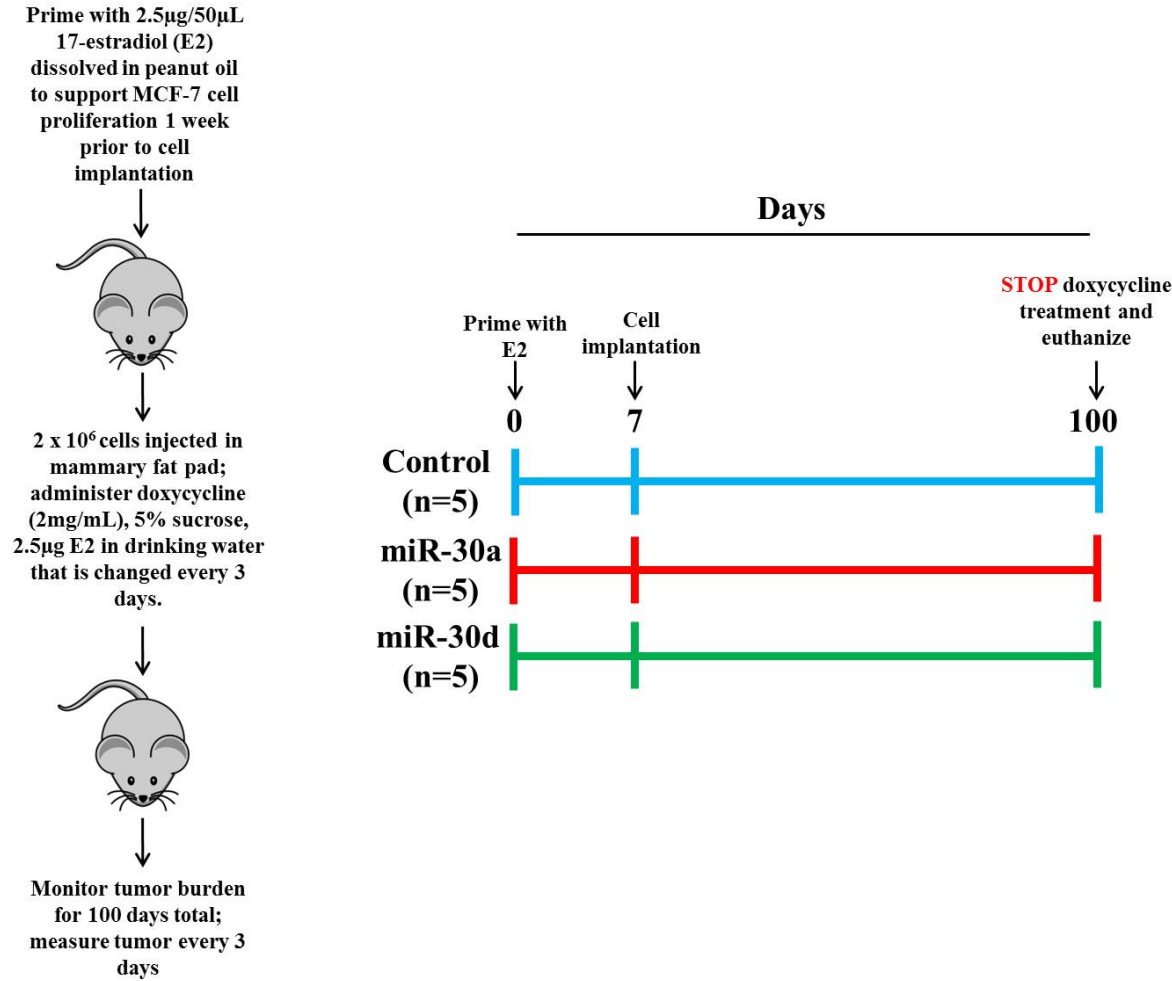 Prime with 2.5µg/50µL
17-estradiol (E2)
dissolved in peanut oil
to support MCF-7 cell
proliferation 1 week
prior to cell
implantation
2 x 10⁶ cells injected in
mammary fat pad;
administer doxycycline
(2mg/mL), 5% sucrose,
2.5µg E2 in drinking water
that is changed every 3
days.
Monitor tumor burden
for 100 days total;
measure tumor every 3
days
Days
Prime with
E2
Cell
implantation
STOP doxycycline
treatment and
euthanize
0
7
100
Control
(n=5)
miR-30a
(n=5)
miR-30d
(n=5)